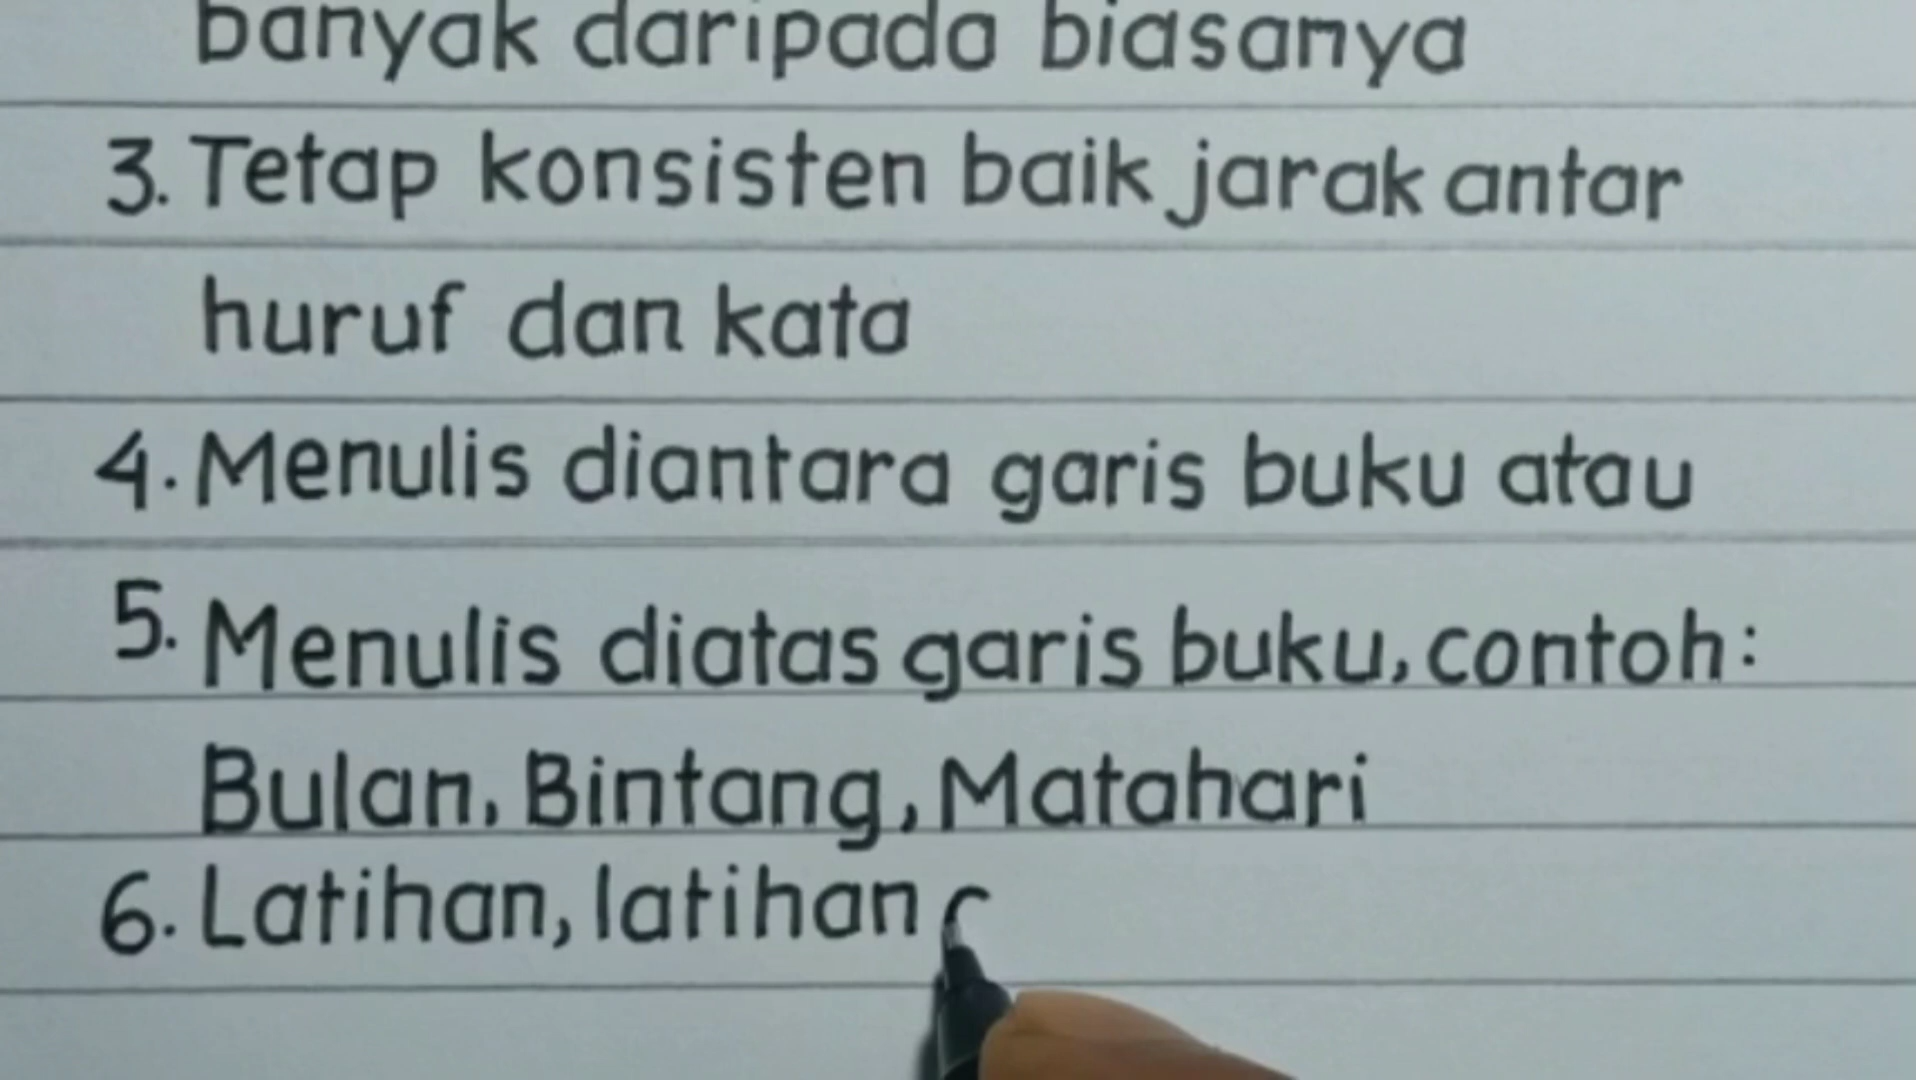 banyak daripada biasanya
3. Tetap konsisten baik jarak antar
huruf dan kata
4. Menulis diantara garis buku atau
5. Menulis diatas garis buku, contoh:
Bulan, Bintang, Matahari
6. Latihan, latihan